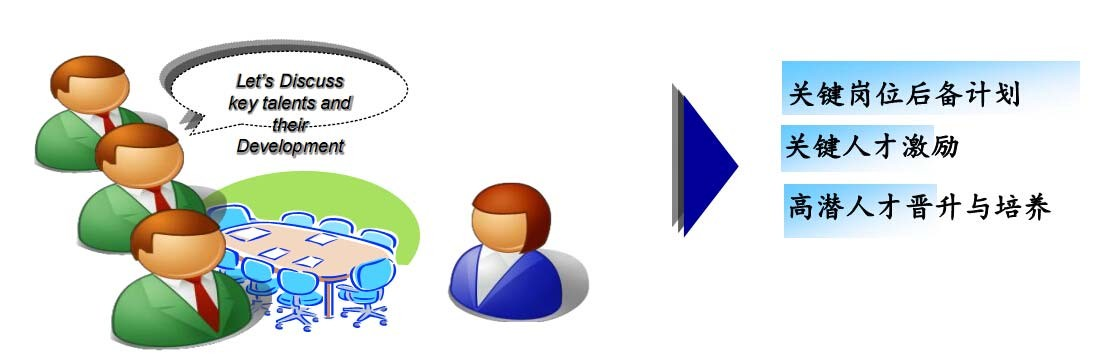 Let's Discuss
key talents and
their
Development
关键岗位后备计划
关键人才激励
高潜人才晋升与培养